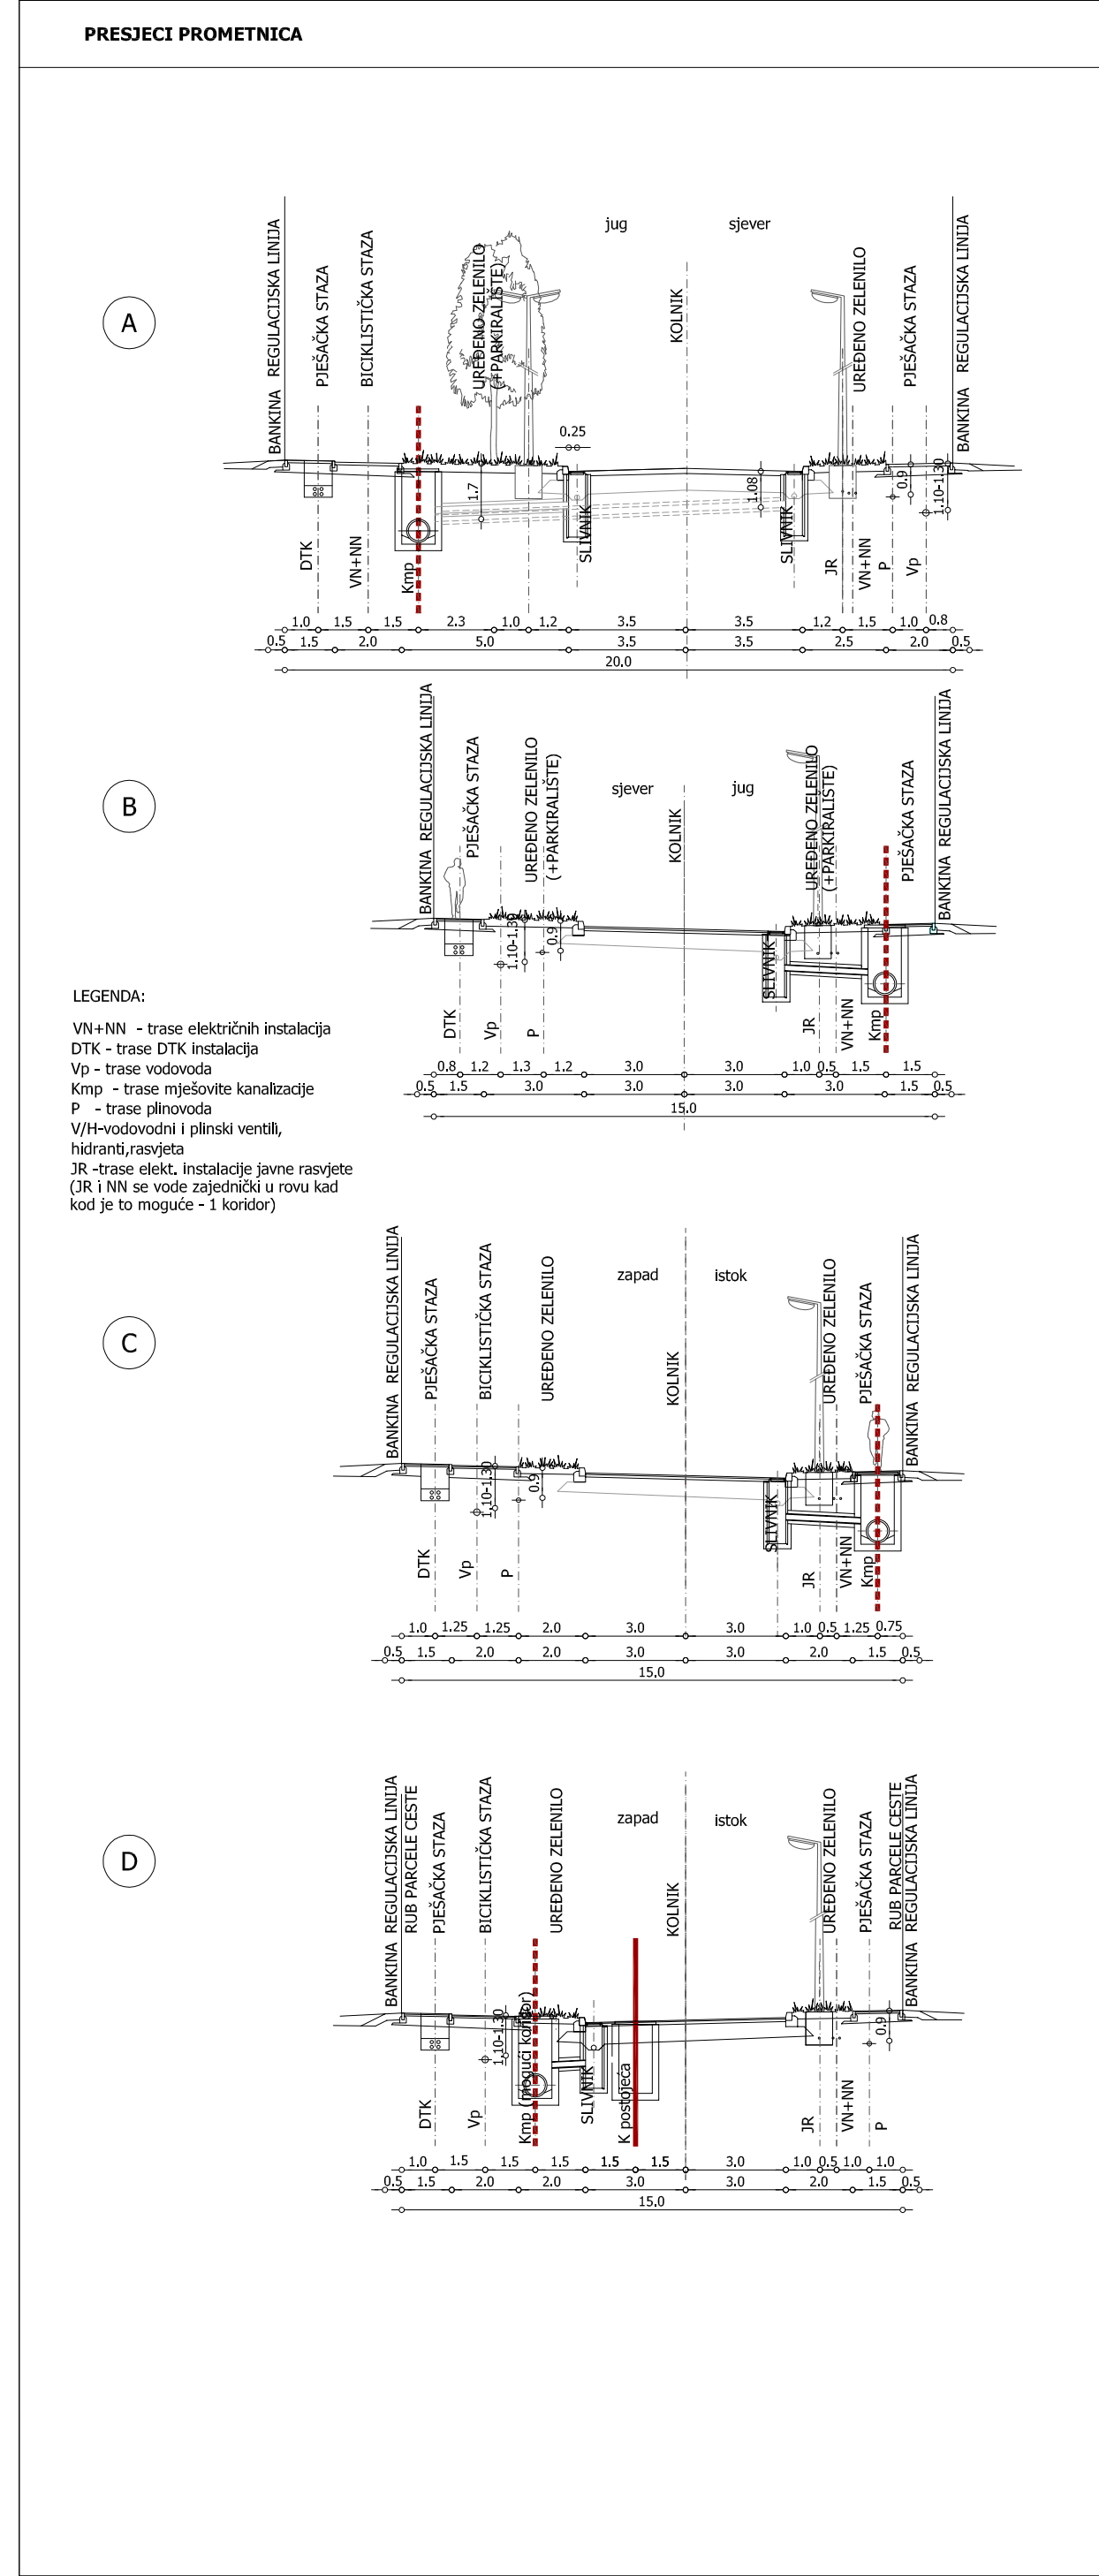 PRESJECI PROMETNICA
A
jug
sjever
BANKINA REGULACIJSKA LINIJA
PJEŠAČKA STAZA
BICIKLISTIČKA STAZA
UREĐENO ZELENILO
(+PARKIRALIŠTE)
KOLNIK
UREĐENO ZELENILO
PJEŠAČKA STAZA
BANKINA REGULACIJSKA LINIJA
0.25
1.7
1.08
0.9
1.10-1.30
SLIVNIK
SLIVNIK
DTK
VN+NN
Kmp
JR
VN+NN
P
Vp
1.0 1.5 1.5 2.3 1.0 1.2 3.5 3.5 1.2 1.5 1.0 0.8
0.5 1.5 2.0 5.0 3.5 3.5 2.5 2.0 0.5
20.0
B
sjever
jug
BANKINA REGULACIJSKA LINIJA
PJEŠAČKA STAZA
UREĐENO ZELENILO
(+PARKIRALIŠTE)
KOLNIK
UREĐENO ZELENILO
(+PARKIRALIŠTE)
PJEŠAČKA STAZA
BANKINA REGULACIJSKA LINIJA
1.10-1.30
0.9
SLIVNIK
DTK
Vp
P
JR
VN+NN
Kmp
0.8 1.2 1.3 1.2 3.0 3.0 1.0 0.5 1.5 1.5
0.5 1.5 3.0 3.0 3.0 3.0 1.5 0.5
15.0
LEGENDA:
VN+NN - trase električnih instalacija
DTK - trase DTK instalacija
Vp - trase vodovoda
Kmp - trase mješovite kanalizacije
P - trase plinovoda
V/H-vodovodni i plinski ventili,
hidranti,rasvjeta
JR -trase elekt. instalacije javne rasvjete
(JR i NN se vode zajednički u rovu kad
kod je to moguće - 1 koridor)
C
zapad
istok
BANKINA REGULACIJSKA LINIJA
PJEŠAČKA STAZA
BICIKLISTIČKA STAZA
UREĐENO ZELENILO
KOLNIK
UREĐENO ZELENILO
PJEŠAČKA STAZA
BANKINA REGULACIJSKA LINIJA
1.10-1.30
0.9
SLIVNIK
DTK
Vp
P
JR
VN+NN
Kmp
1.0 1.25 1.25 2.0 3.0 3.0 1.0 0.5 1.25 0.75
0.5 1.5 2.0 2.0 3.0 3.0 2.0 1.5 0.5
15.0
D
zapad
istok
BANKINA REGULACIJSKA LINIJA
RUB PARCELE CESTE
PJEŠAČKA STAZA
BICIKLISTIČKA STAZA
UREĐENO ZELENILO
KOLNIK
UREĐENO ZELENILO
PJEŠAČKA STAZA
RUB PARCELE CESTE
BANKINA REGULACIJSKA LINIJA
1.10-1.30
0.9
DTK
Vp
Kmp (mogući koridor)
SLIVNIK
K postojeća
JR
VN+NN
P
1.0 1.5 1.5 1.5 1.5 1.5 3.0 1.0 0.5 1.0 1.0
0.5 1.5 2.0 2.0 3.0 3.0 2.0 1.5 0.5
15.0